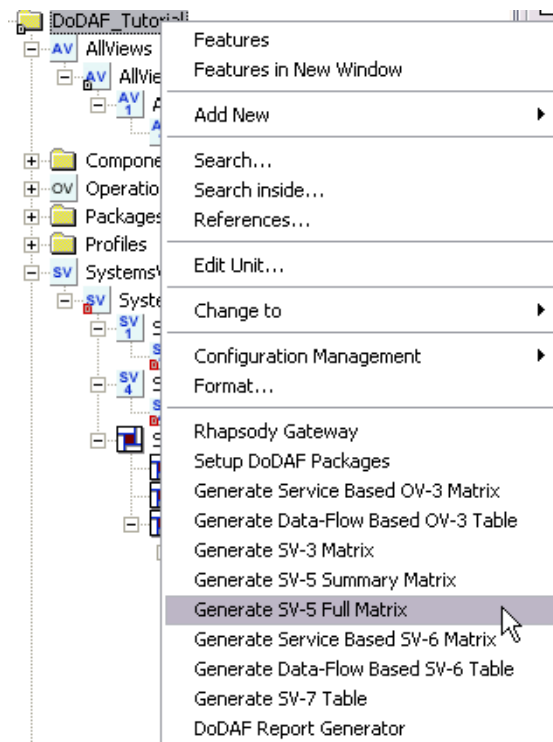 DoDAF_Tutorial
AV AllViews
AV AllVie
AV 1 A
A
Compone
OV Operatio
Packages
Profiles
SV SystemsV
SV Syste
SV 1 S
S
SV 4 S
S
S
Features
Features in New Window
Add New
Search...
Search inside...
References...
Edit Unit...
Change to
Configuration Management
Format...
Rhapsody Gateway
Setup DoDAF Packages
Generate Service Based OV-3 Matrix
Generate Data-Flow Based OV-3 Table
Generate SV-3 Matrix
Generate SV-5 Summary Matrix
Generate SV-5 Full Matrix
Generate Service Based SV-6 Matrix
Generate Data-Flow Based SV-6 Table
Generate SV-7 Table
DoDAF Report Generator